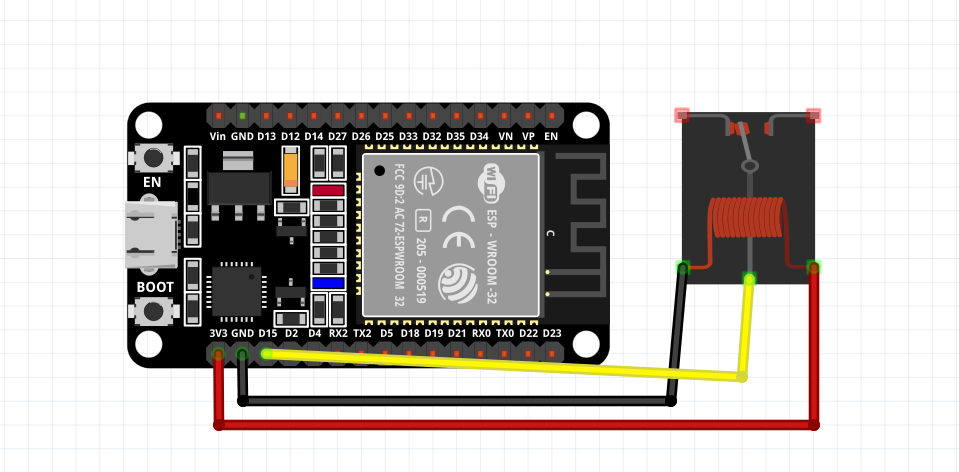 Vin GND D13 D12 D14 D27 D26 D25 D33 D32 D35 D34 VN VP EN
EN
BOOT
FCC 9D:2 AC 72-ESPWROOM 32
R
205 - 000519
CE
Wi Fi
ESP - WROOM -32
C
3V3 GND D15 D2 D4 RX2 TX2 D5 D18 D19 D21 RX0 TX0 D22 D23